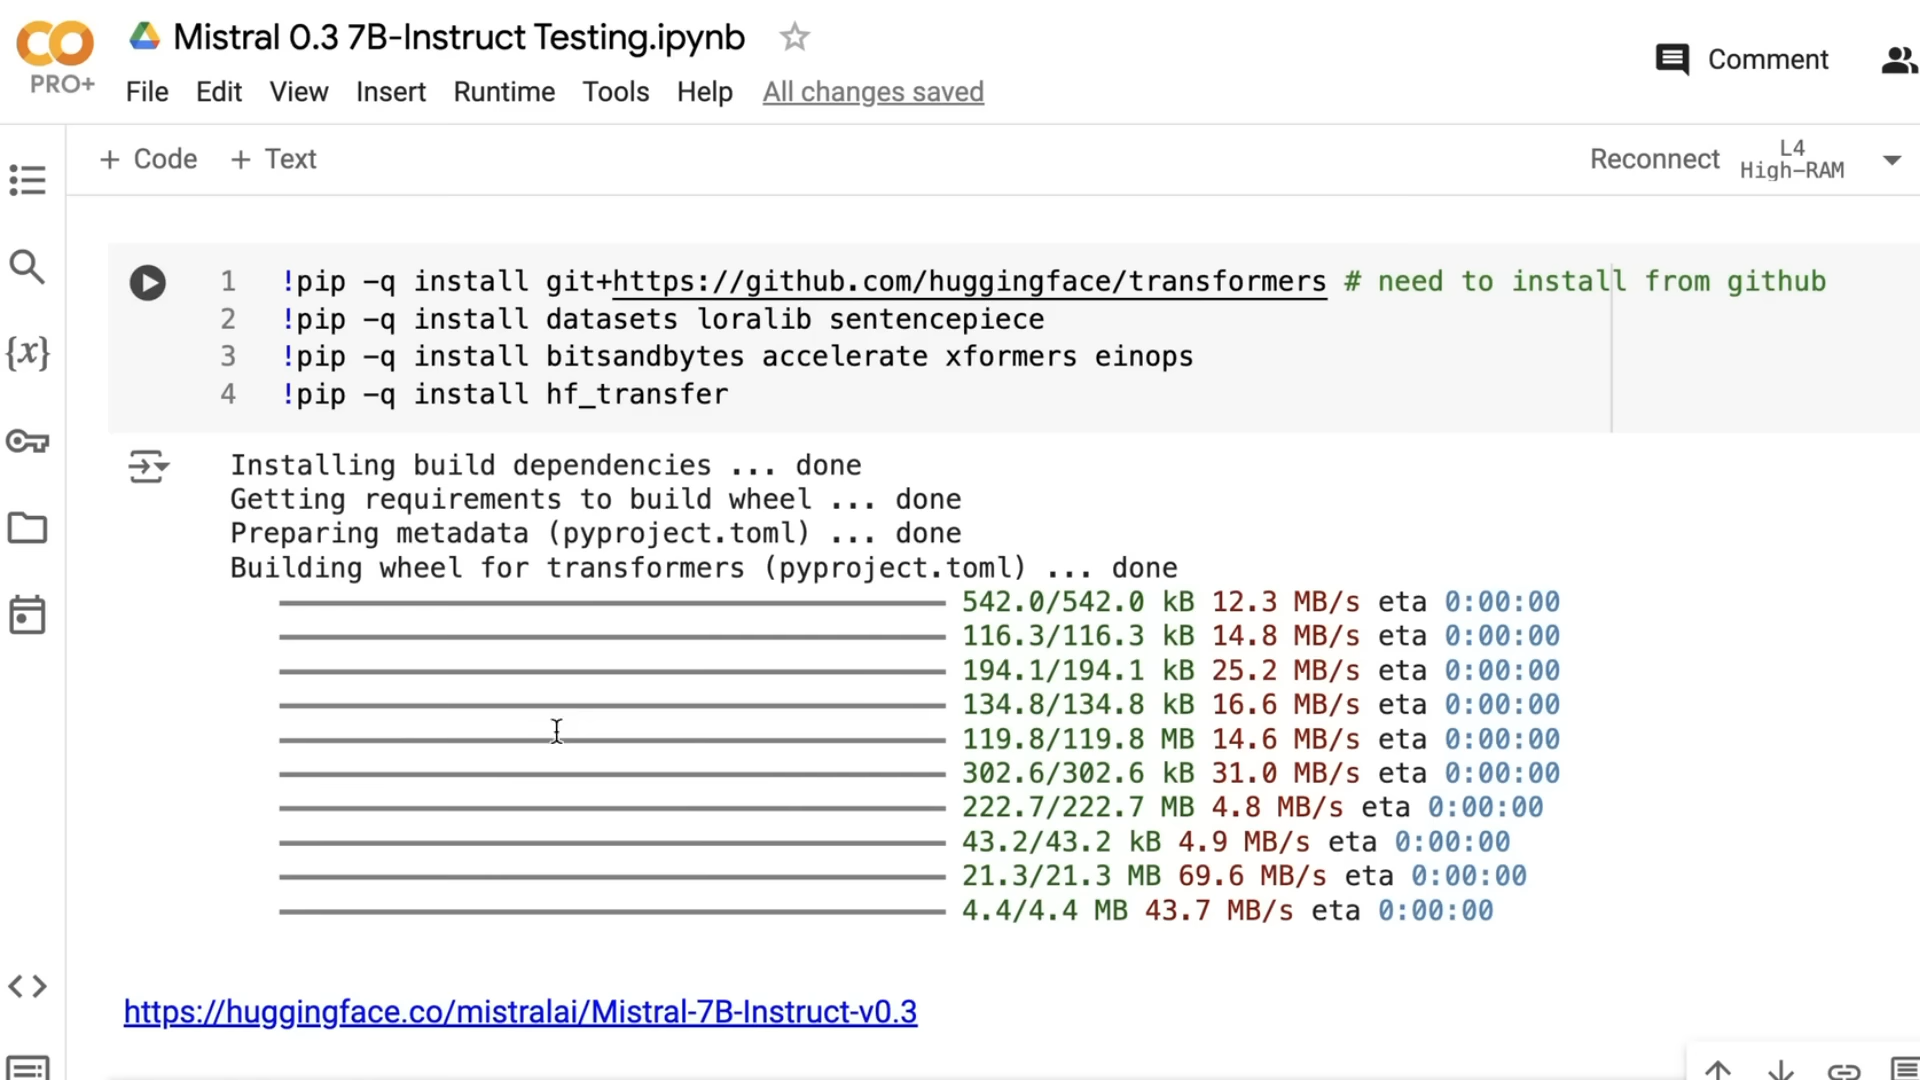 Mistral 0.3 7B-Instruct Testing.ipynb
PRO+
File Edit View Insert Runtime Tools Help All changes saved
Comment
+ Code + Text
Reconnect
L4
High-RAM
{x}
1 !pip -q install git+https://github.com/huggingface/transformers # need to install from github
2 !pip -q install datasets loralib sentencepiece
3 !pip -q install bitsandbytes accelerate xformers einops
4 !pip -q install hf_transfer
Installing build dependencies ... done
Getting requirements to build wheel ... done
Preparing metadata (pyproject.toml) ... done
Building wheel for transformers (pyproject.toml) ... done
542.0/542.0 kB 12.3 MB/s eta 0:00:00
116.3/116.3 kB 14.8 MB/s eta 0:00:00
194.1/194.1 kB 25.2 MB/s eta 0:00:00
134.8/134.8 kB 16.6 MB/s eta 0:00:00
119.8/119.8 MB 14.6 MB/s eta 0:00:00
302.6/302.6 kB 31.0 MB/s eta 0:00:00
222.7/222.7 MB 4.8 MB/s eta 0:00:00
43.2/43.2 kB 4.9 MB/s eta 0:00:00
21.3/21.3 MB 69.6 MB/s eta 0:00:00
4.4/4.4 MB 43.7 MB/s eta 0:00:00
https://huggingface.co/mistralai/Mistral-7B-Instruct-v0.3